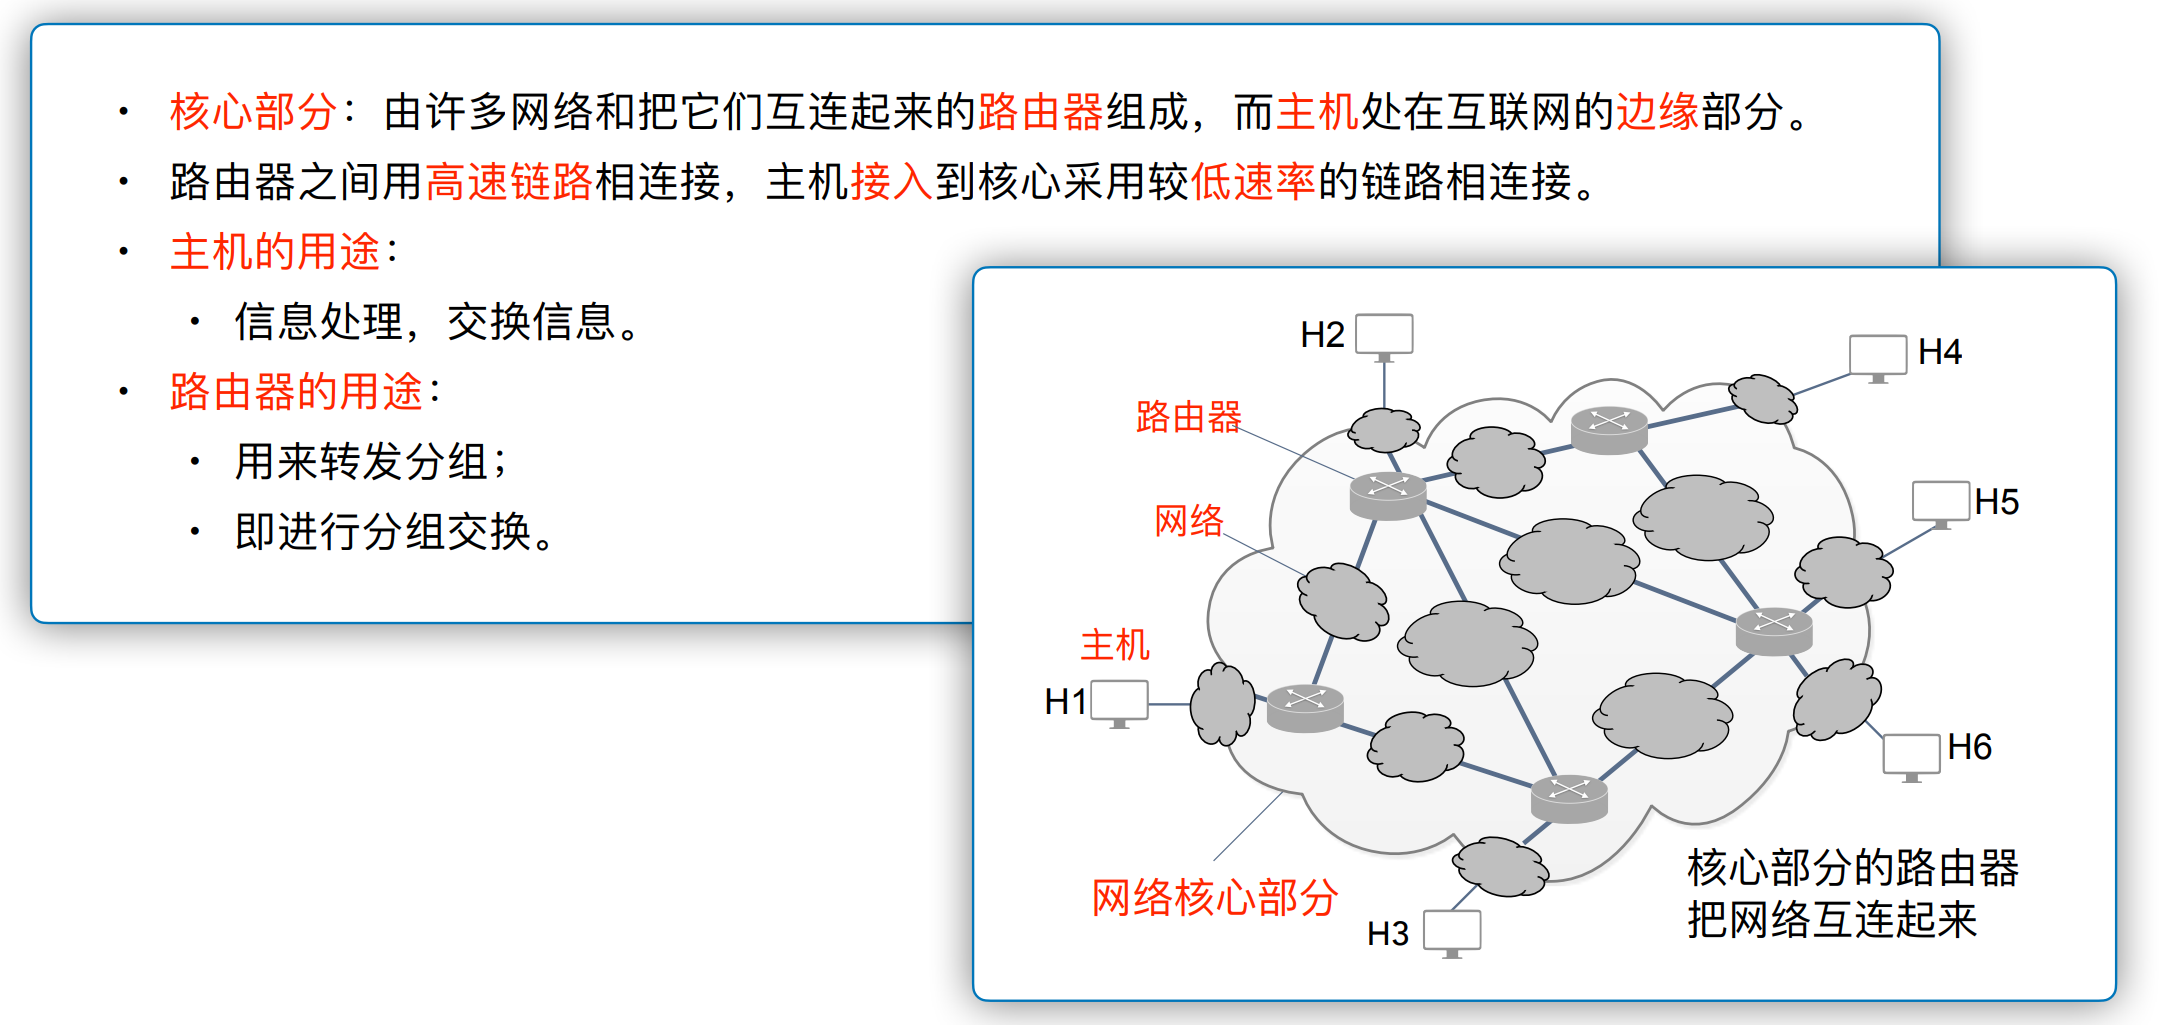 • 核心部分：由许多网络和把它们互连起来的路由器组成，而主机处在互联网的边缘部分。
• 路由器之间用高速链路相连接，主机接入到核心采用较低速率的链路相连接。
• 主机的用途：
• 信息处理，交换信息。
• 路由器的用途：
• 用来转发分组；
• 即进行分组交换。
H2
H4
路由器
H5
网络
主机
H1
H6
网络核心部分
H3
核心部分的路由器
把网络互连起来